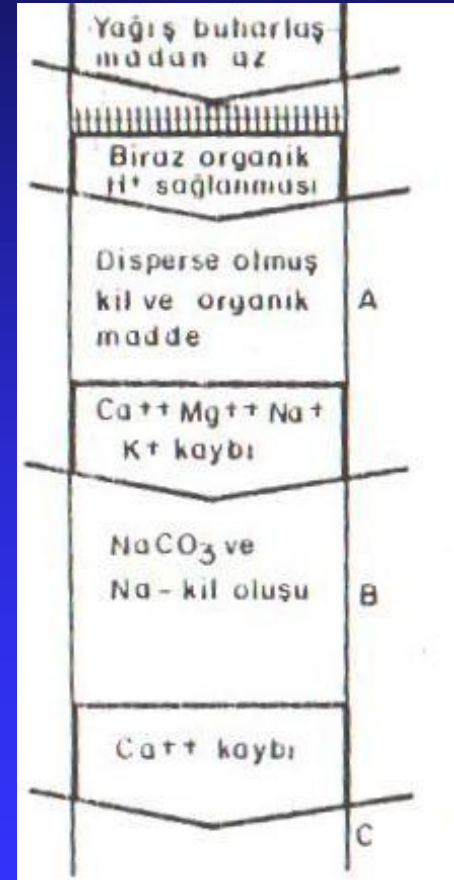 Yağış buharlaş-
madan az
Biraz organik
H+ sağlanması
Disperse olmuş
kil ve organik
madde
A
Ca++ Mg++ Na+
K+ kaybı
NaCO3 ve
Na-kil oluşu
B
Ca++ kaybı
C